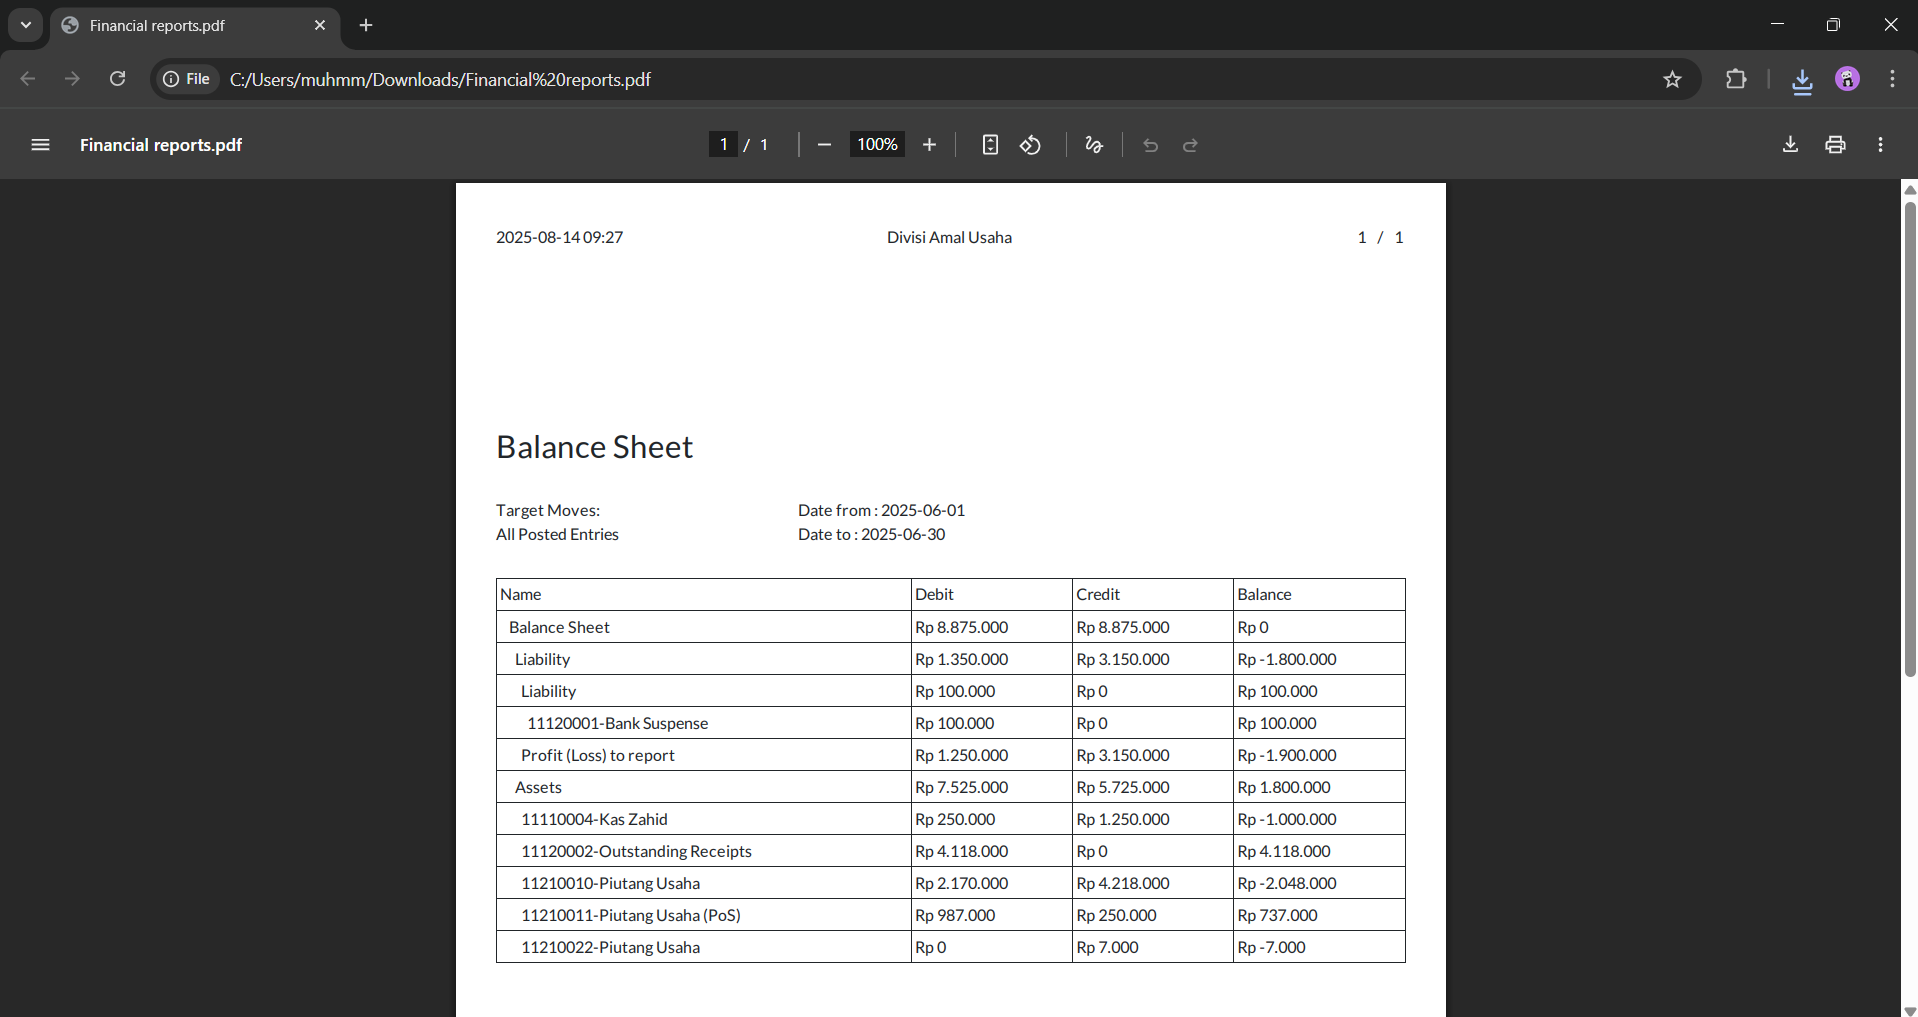 Financial reports.pdf
File C:/Users/muhmm/Downloads/Financial%20reports.pdf
Financial reports.pdf 1 / 1 100%
2025-08-14 09:27 Divisi Amal Usaha 1 / 1
Balance Sheet
Target Moves: Date from : 2025-06-01
All Posted Entries Date to : 2025-06-30
Name Debit Credit Balance
Balance Sheet Rp 8.875.000 Rp 8.875.000 Rp 0
Liability Rp 1.350.000 Rp 3.150.000 Rp -1.800.000
Liability Rp 100.000 Rp 0 Rp 100.000
11120001-Bank Suspense Rp 100.000 Rp 0 Rp 100.000
Profit (Loss) to report Rp 1.250.000 Rp 3.150.000 Rp -1.900.000
Assets Rp 7.525.000 Rp 5.725.000 Rp 1.800.000
11110004-Kas Zahid Rp 250.000 Rp 1.250.000 Rp -1.000.000
11120002-Outstanding Receipts Rp 4.118.000 Rp 0 Rp 4.118.000
11210010-Piutang Usaha Rp 2.170.000 Rp 4.218.000 Rp -2.048.000
11210011-Piutang Usaha (PoS) Rp 987.000 Rp 250.000 Rp 737.000
11210022-Piutang Usaha Rp 0 Rp 7.000 Rp -7.000